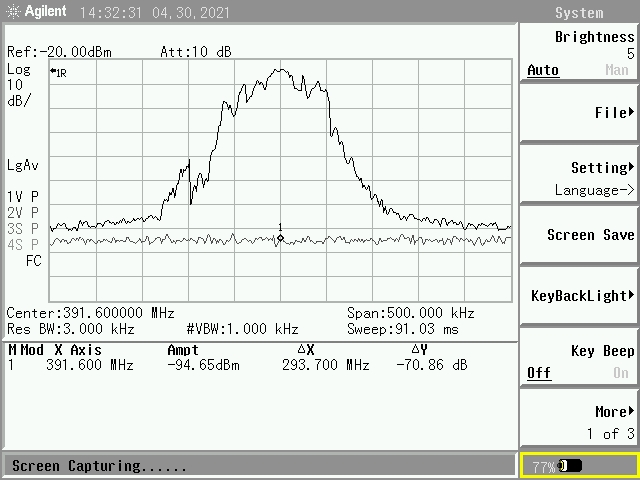 Agilent 14:32:31 04,30,2021 System
Ref:-20.00dBm Att:10 dB
Log
10
dB/
1R
LgAv
1V P
2V P
3S P
4S P
FC
1
Center:391.600000 MHz Span:500.000 kHz
Res BW:3.000 kHz #VBW:1.000 kHz Sweep:91.03 ms
M Mod X Axis Ampt △X △Y
1 391.600 MHz -94.65dBm 293.700 MHz -70.86 dB
Screen Capturing......
Brightness
5
Auto Man
File
Setting
Language->
Screen Save
KeyBackLight
Key Beep
Off On
More
1 of 3
77%